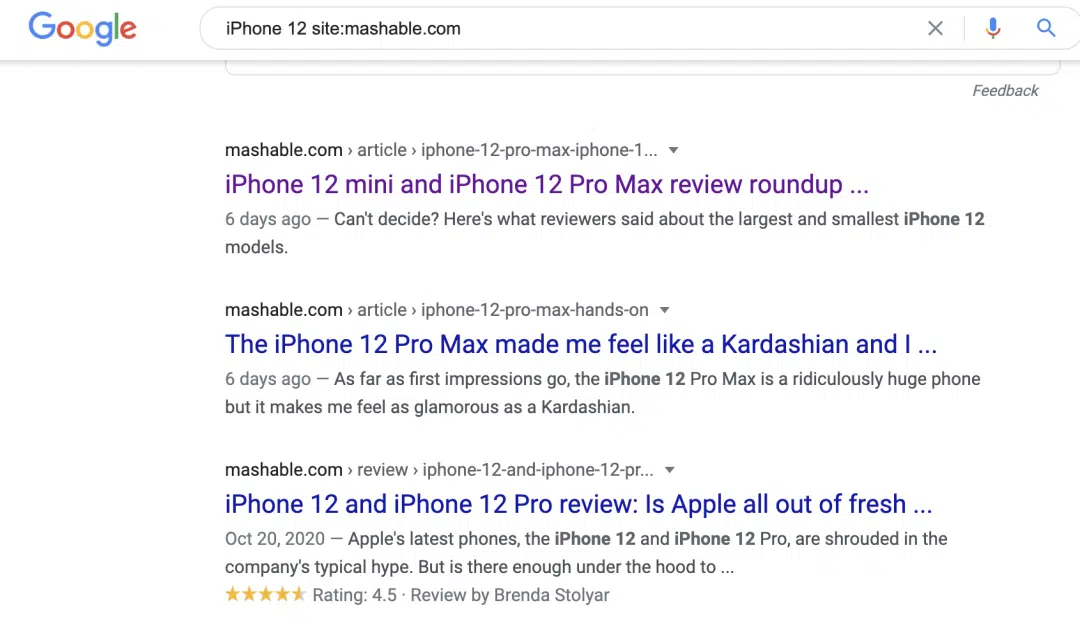 Google
iPhone 12 site:mashable.com
Feedback
mashable.com › article › iphone-12-pro-max-iphone-1...
iPhone 12 mini and iPhone 12 Pro Max review roundup ...
6 days ago — Can't decide? Here's what reviewers said about the largest and smallest iPhone 12
models.
mashable.com › article › iphone-12-pro-max-hands-on
The iPhone 12 Pro Max made me feel like a Kardashian and I ...
6 days ago — As far as first impressions go, the iPhone 12 Pro Max is a ridiculously huge phone
but it makes me feel as glamorous as a Kardashian.
mashable.com › review › iphone-12-and-iphone-12-pr...
iPhone 12 and iPhone 12 Pro review: Is Apple all out of fresh ...
Oct 20, 2020 — Apple's latest phones, the iPhone 12 and iPhone 12 Pro, are shrouded in the
company's typical hype. But is there enough under the hood to ...
Rating: 4.5 · Review by Brenda Stolyar